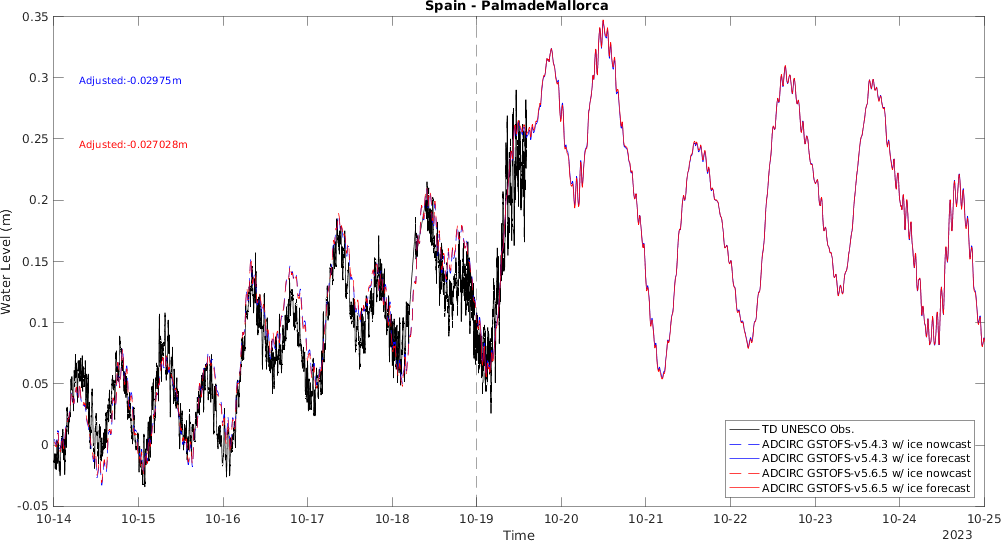 Spain - PalmadeMallorca
0.35
0.3
0.25
0.2
0.15
0.1
0.05
0
-0.05
Water Level (m)
Adjusted:-0.02975m
Adjusted:-0.027028m
TD UNESCO Obs.
ADCIRC GSTOFS-v5.4.3 w/ ice nowcast
ADCIRC GSTOFS-v5.4.3 w/ ice forecast
ADCIRC GSTOFS-v5.6.5 w/ ice nowcast
ADCIRC GSTOFS-v5.6.5 w/ ice forecast
10-14 10-15 10-16 10-17 10-18 10-19 10-20 10-21 10-22 10-23 10-24 10-25
Time
2023